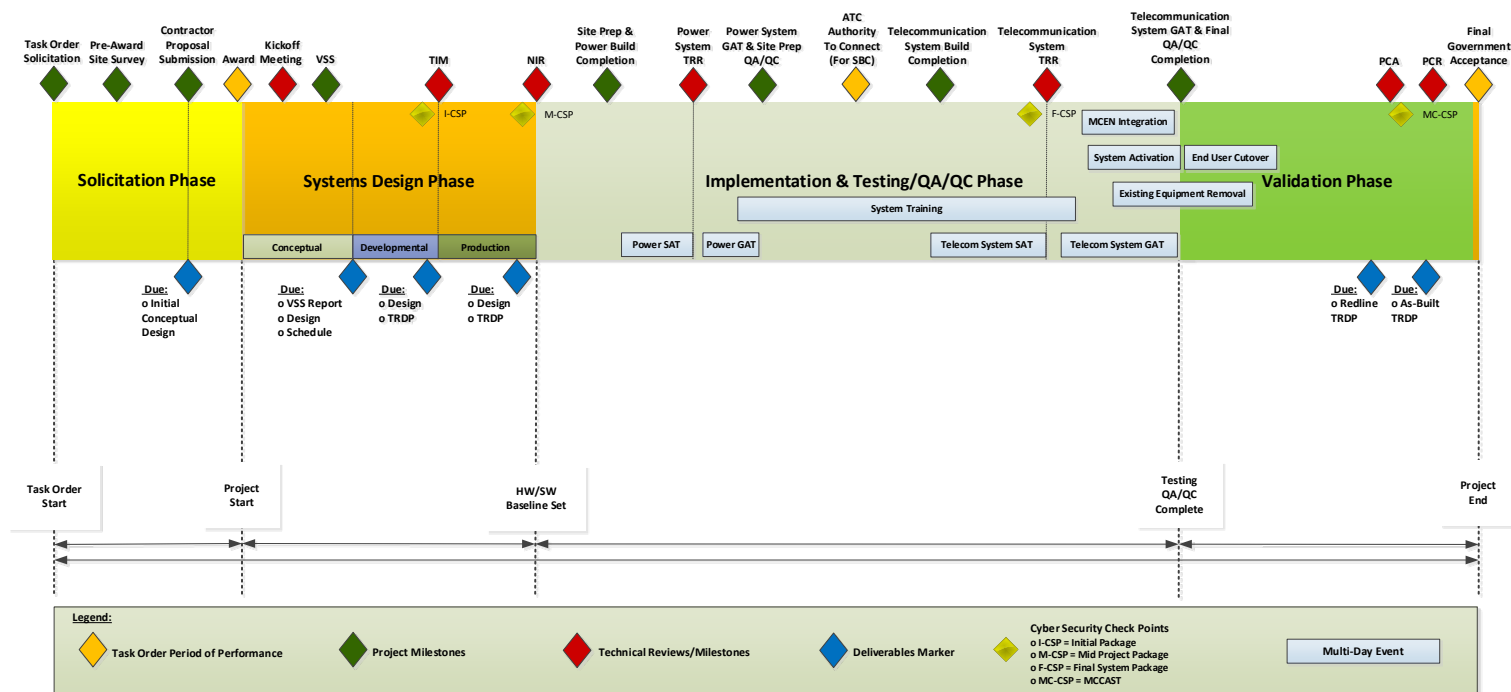 Task Order
Solicitation
Pre-Award
Site Survey
Contractor
Proposal
Submission
Award
Kickoff
Meeting
VSS
TIM
NIR
Site Prep &
Power Build
Completion
Power
System
TRR
Power System
GAT & Site Prep
QA/QC
ATC
Authority
To Connect
(For SBC)
Telecommunication
System Build
Completion
Telecommunication
System
TRR
Telecommunication
System GAT & Final
QA/QC
Completion
PCA
PCR
Final
Government
Acceptance
I-CSP
M-CSP
F-CSP
MC-CSP
MCEN Integration
System Activation
End User Cutover
Existing Equipment Removal
Solicitation Phase
Systems Design Phase
Implementation & Testing/QA/QC Phase
Validation Phase
System Training
Conceptual
Developmental
Production
Power SAT
Power GAT
Telecom System SAT
Telecom System GAT
Due:
o Initial
Conceptual
Design
Due:
o VSS Report
o Design
o Schedule
Due:
o Design
o TRDP
Due:
o Design
o TRDP
Due:
o Redline
TRDP
Due:
o As-Built
TRDP
Task Order
Start
Project
Start
HW/SW
Baseline Set
Testing
QA/QC
Complete
Project
End
Legend:
Task Order Period of Performance
Project Milestones
Technical Reviews/Milestones
Deliverables Marker
Cyber Security Check Points
o I-CSP = Initial Package
o M-CSP = Mid Project Package
o F-CSP = Final System Package
o MC-CSP = MCCAST
Multi-Day Event